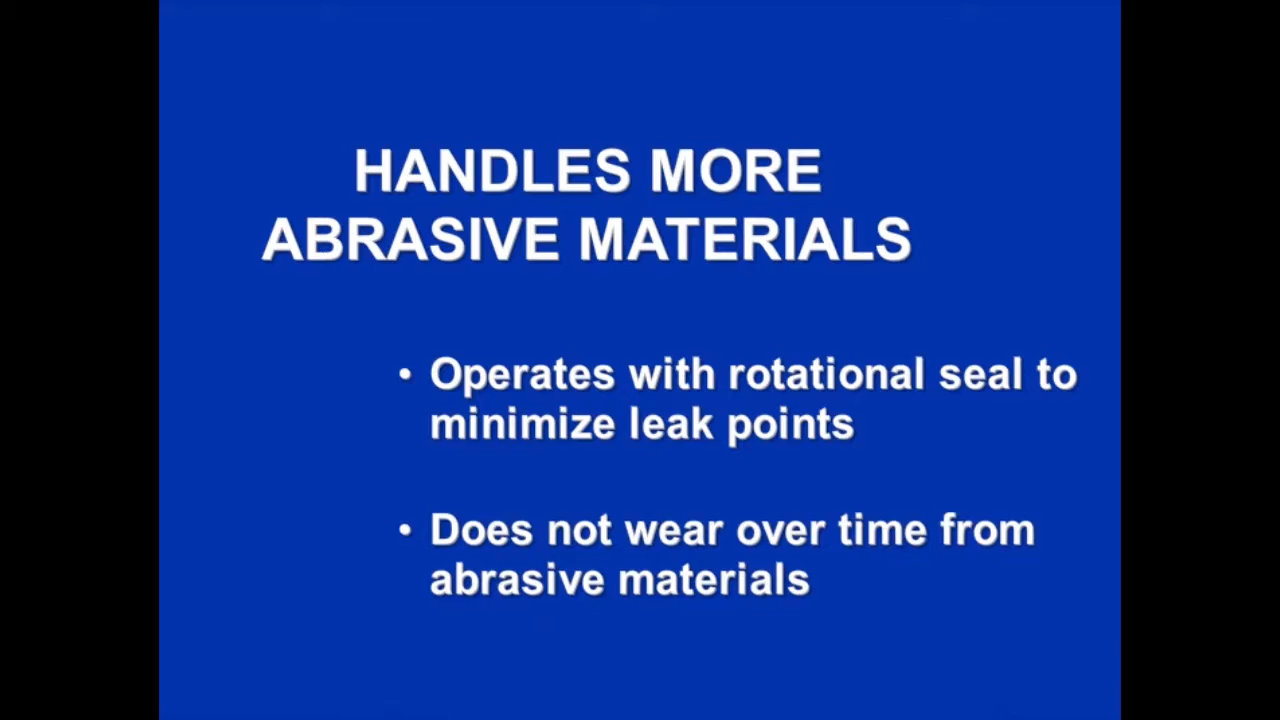 HANDLES MORE
ABRASIVE MATERIALS
• Operates with rotational seal to
minimize leak points
• Does not wear over time from
abrasive materials